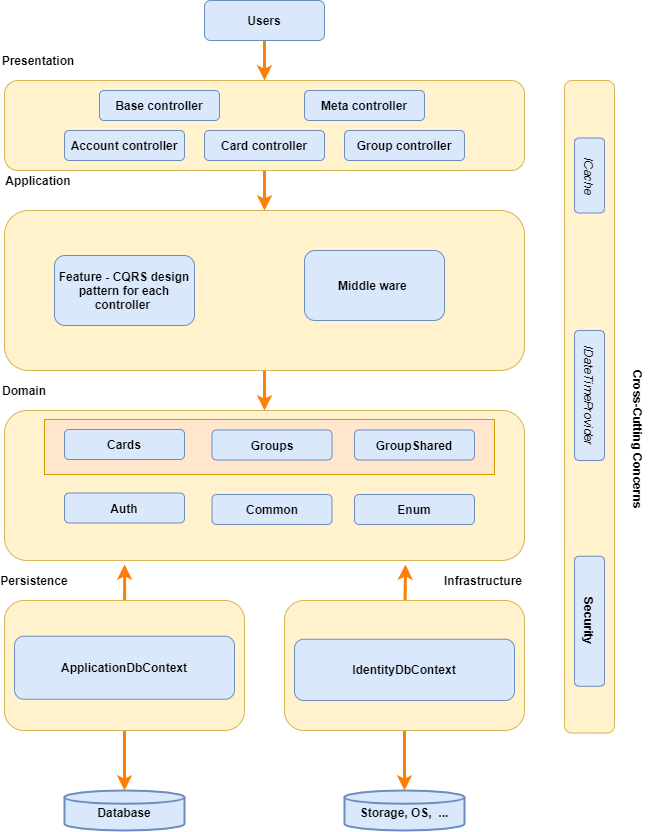 Users
Presentation
Base controller
Meta controller
Account controller
Card controller
Group controller
Application
Feature - CQRS design
pattern for each
controller
Middle ware
Domain
Cards
Groups
GroupShared
Auth
Common
Enum
Persistence
Infrastructure
ApplicationDbContext
IdentityDbContext
Database
Storage, OS, ...
ICache
IDateTimeProvider
Security
Cross-Cutting Concerns